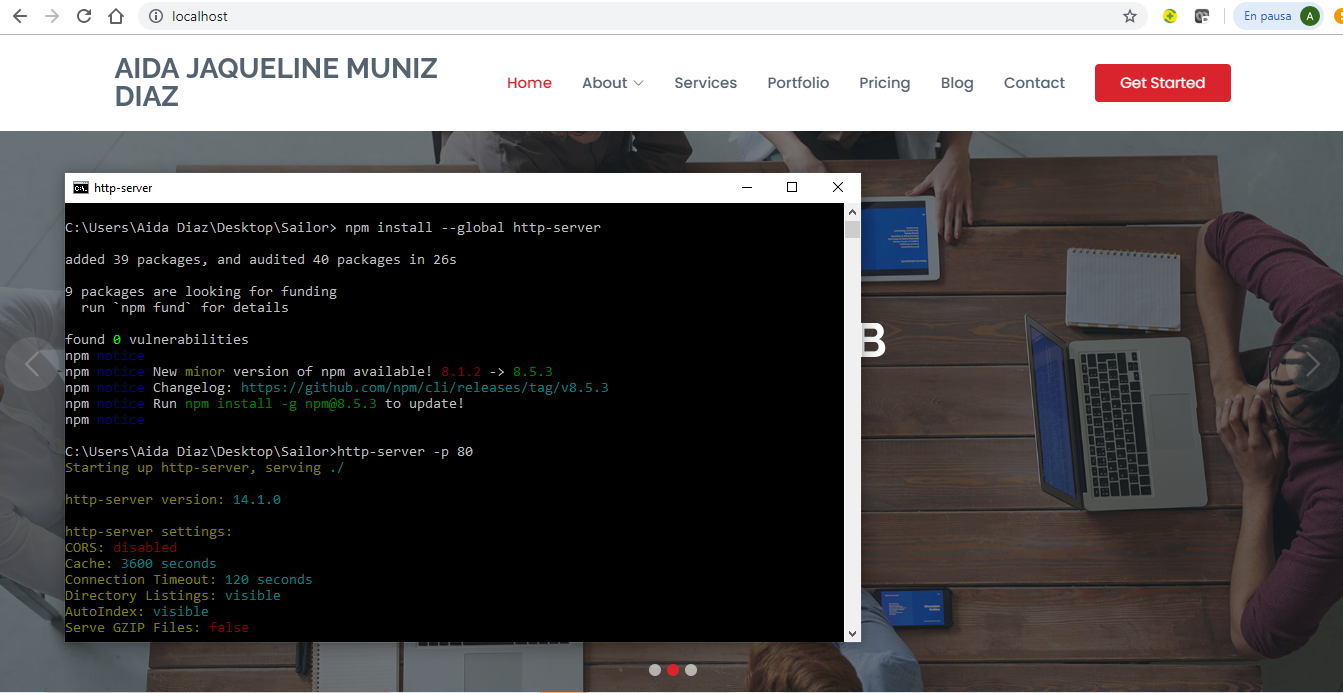 localhost
En pausa
A
AIDA JAQUELINE MUNIZ
DIAZ
Home About Services Portfolio Pricing Blog Contact Get Started
http-server
C:\Users\Aida Diaz\Desktop\Sailor> npm install --global http-server
added 39 packages, and audited 40 packages in 26s
9 packages are looking for funding
run `npm fund` for details
found 0 vulnerabilities
npm notice
npm notice New minor version of npm available! 8.1.2 -> 8.5.3
npm notice Changelog: https://github.com/npm/cli/releases/tag/v8.5.3
npm notice Run npm install -g npm@8.5.3 to update!
npm notice
C:\Users\Aida Diaz\Desktop\Sailor>http-server -p 80
Starting up http-server, serving ./
http-server version: 14.1.0
http-server settings:
CORS: disabled
Cache: 3600 seconds
Connection Timeout: 120 seconds
Directory Listings: visible
AutoIndex: visible
Serve GZIP Files: false
B